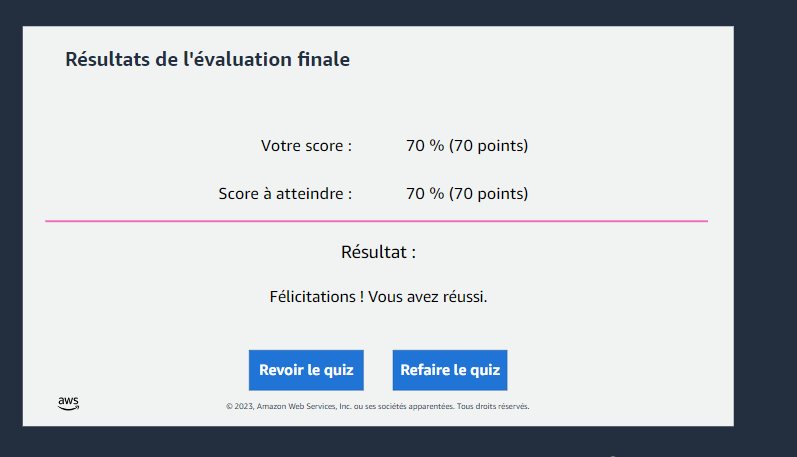 Résultats de l'évaluation finale
Votre score : 70 % (70 points)
Score à atteindre : 70 % (70 points)
Résultat :
Félicitations ! Vous avez réussi.
Revoir le quiz Refaire le quiz
aws
© 2023, Amazon Web Services, Inc. ou ses sociétés apparentées. Tous droits réservés.